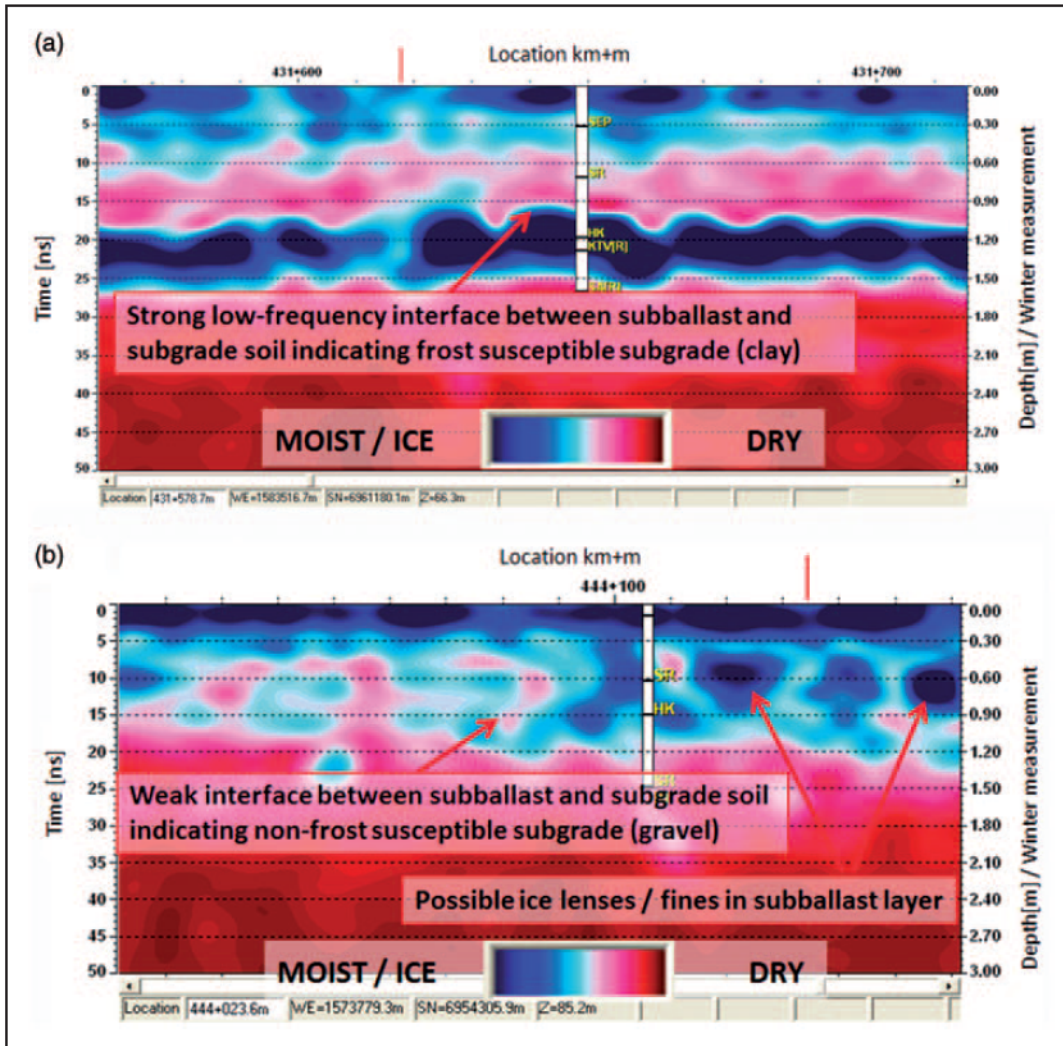 (a)
Location km+m
431+600
431+700
Time [ns]
0
5
10
15
20
25
30
35
40
45
50
0.00
0.30
0.60
0.90
1.20
1.50
1.80
2.10
2.40
2.70
3.00
Depth[m] / Winter measurement
SEP
SR
HK
KTV[R]
Strong low-frequency interface between subballast and
subgrade soil indicating frost susceptible subgrade (clay)
MOIST / ICE DRY
Location 431+578.7m WE=1583516.7m SN=6961180.1m Z=66.3m
(b)
Location km+m
444+100
Time [ns]
0
5
10
15
20
25
30
35
40
45
50
0.00
0.30
0.60
0.90
1.20
1.50
1.80
2.10
2.40
2.70
3.00
Depth[m] / Winter measurement
SR
HK
Weak interface between subballast and subgrade soil
indicating non-frost susceptible subgrade (gravel)
Possible ice lenses / fines in subballast layer
MOIST / ICE DRY
Location 444+023.6m WE=1573779.3m SN=6954305.9m Z=85.2m